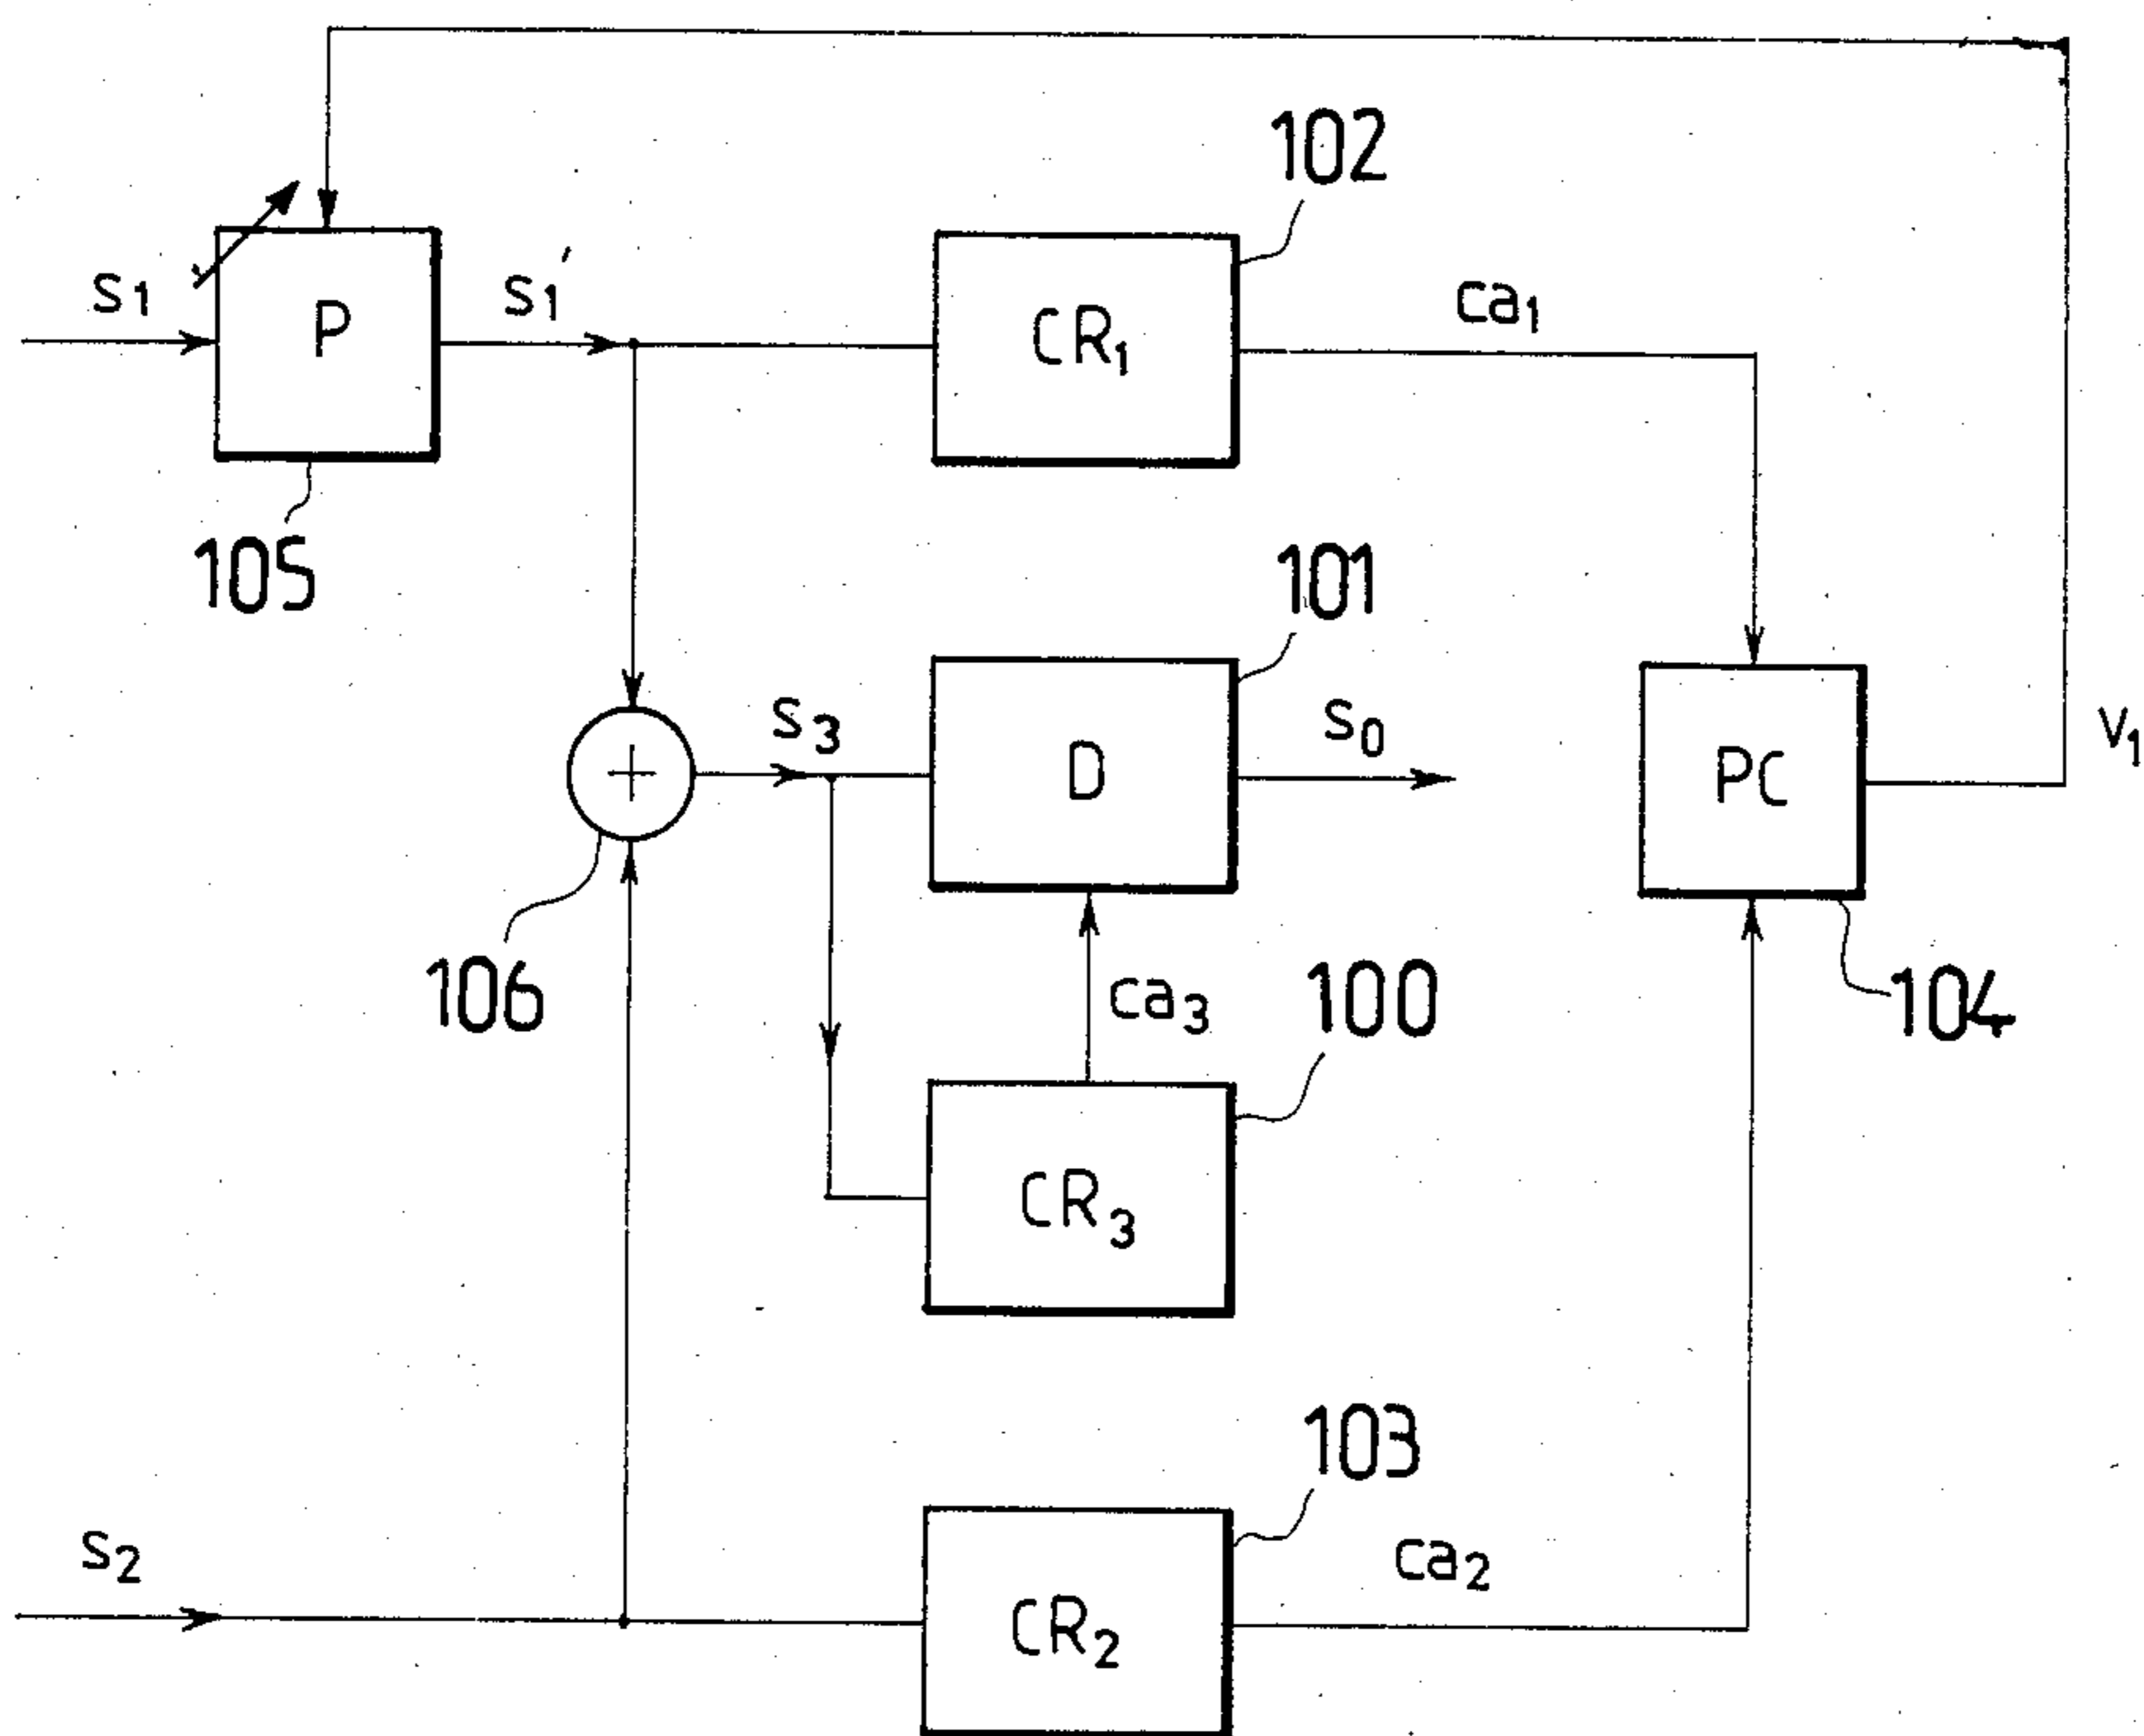 102
s₁
P
s₁'
CR₁
ca₁
105
101
+
s₃
D
s₀
PC
v₁
106
ca₃
100
104
CR₃
103
s₂
CR₂
ca₂